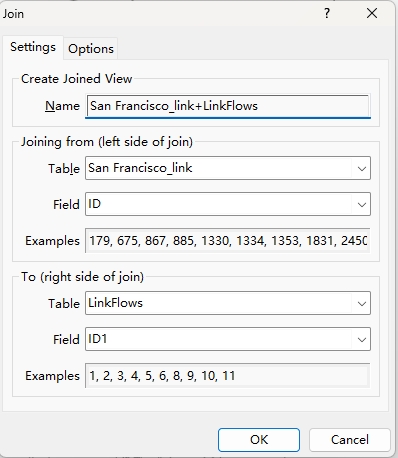 Join
?
Settings
Options
Create Joined View
Name
San Francisco_link+LinkFlows
Joining from (left side of join)
Table
San Francisco_link
Field
ID
Examples
179, 675, 867, 885, 1330, 1334, 1353, 1831, 2450
To (right side of join)
Table
LinkFlows
Field
ID1
Examples
1, 2, 3, 4, 5, 6, 8, 9, 10, 11
OK
Cancel